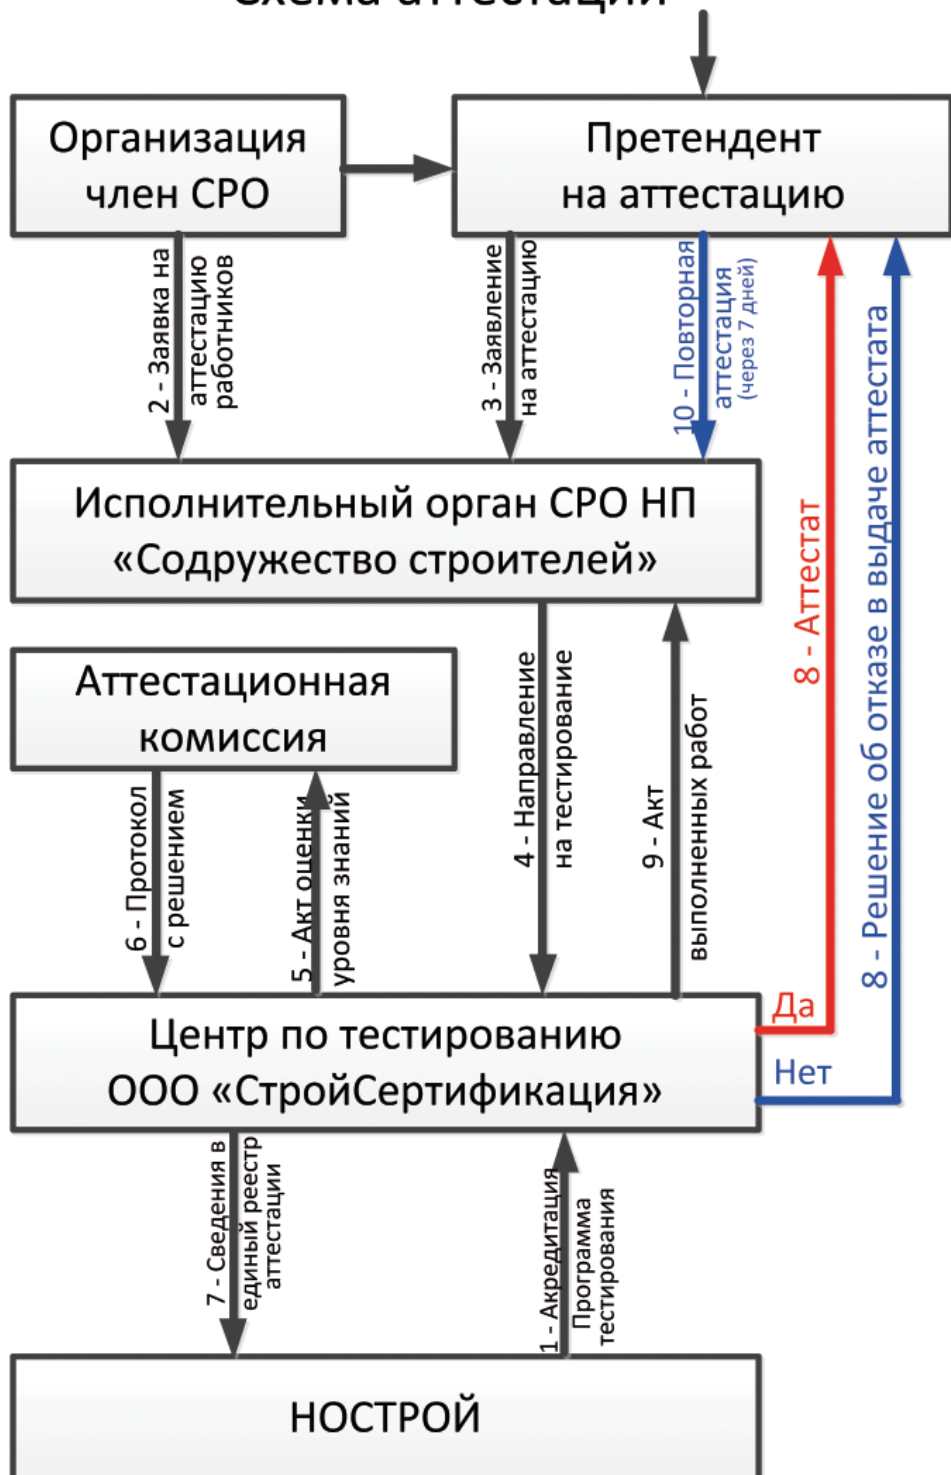 Схема аттестации
Организация
член СРО
Претендент
на аттестацию
2 - Заявка на
аттестацию
работников
3 - Заявление
на аттестацию
10 - Повторная
аттестация
(через 7 дней)
Исполнительный орган СРО НП
«Содружество строителей»
8 - Аттестат
8 - Решение об отказе в выдаче аттестата
Аттестационная
комиссия
4 - Направление
на тестирование
9 - Акт
выполненных работ
6 - Протокол
с решением
5 - Акт оценки
уровня знаний
Центр по тестированию
ООО «СтройСертификация»
Да
Нет
7 - Сведения в
единый реестр
аттестации
1 - Акредитация
Программа
тестирования
НОСТРОЙ